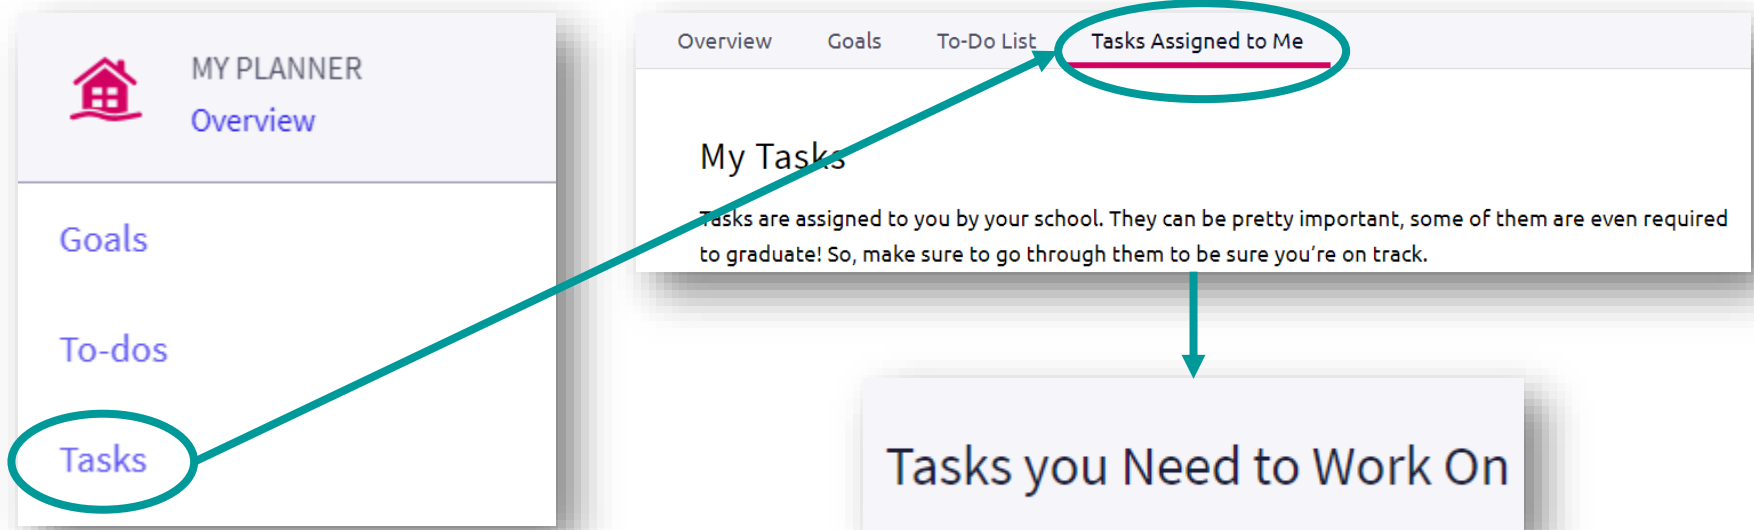 MY PLANNER
Overview
Goals
To-dos
Tasks
Overview Goals To-Do List Tasks Assigned to Me
My Tasks
Tasks are assigned to you by your school. They can be pretty important, some of them are even required
to graduate! So, make sure to go through them to be sure you're on track.
Tasks you Need to Work On